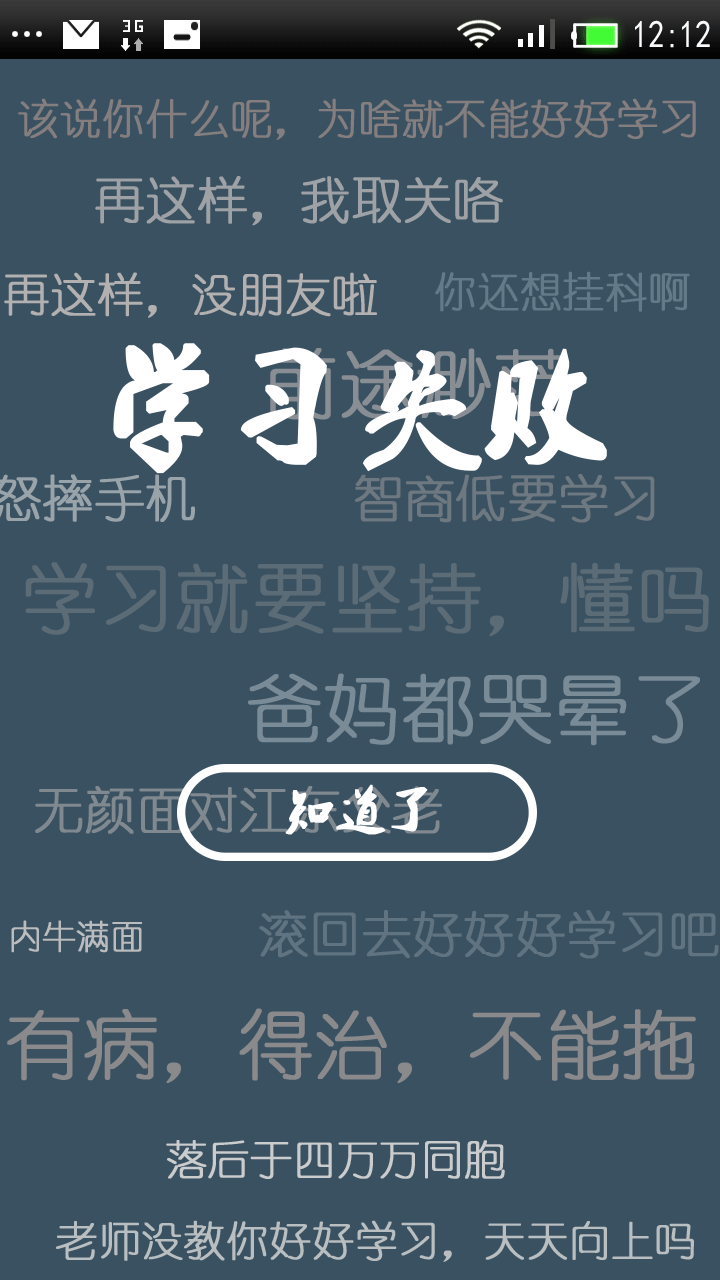 3G 12:12
该说你什么呢，为啥就不能好好学习
再这样，我取关咯
再这样，没朋友啦
你还想挂科啊
前途渺茫
学习失败
怒摔手机
智商低要学习
学习就要坚持，懂吗
爸妈都哭晕了
无颜面对江东父老
知道了
内牛满面
滚回去好好好学习吧
有病，得治，不能拖
落后于四万万同胞
老师没教你好好学习，天天向上吗